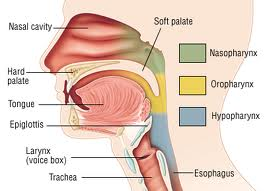 Nasal cavity
Soft palate
Nasopharynx
Hard
palate
Oropharynx
Tongue
Hypopharynx
Epiglottis
Larynx
(voice box)
Esophagus
Trachea